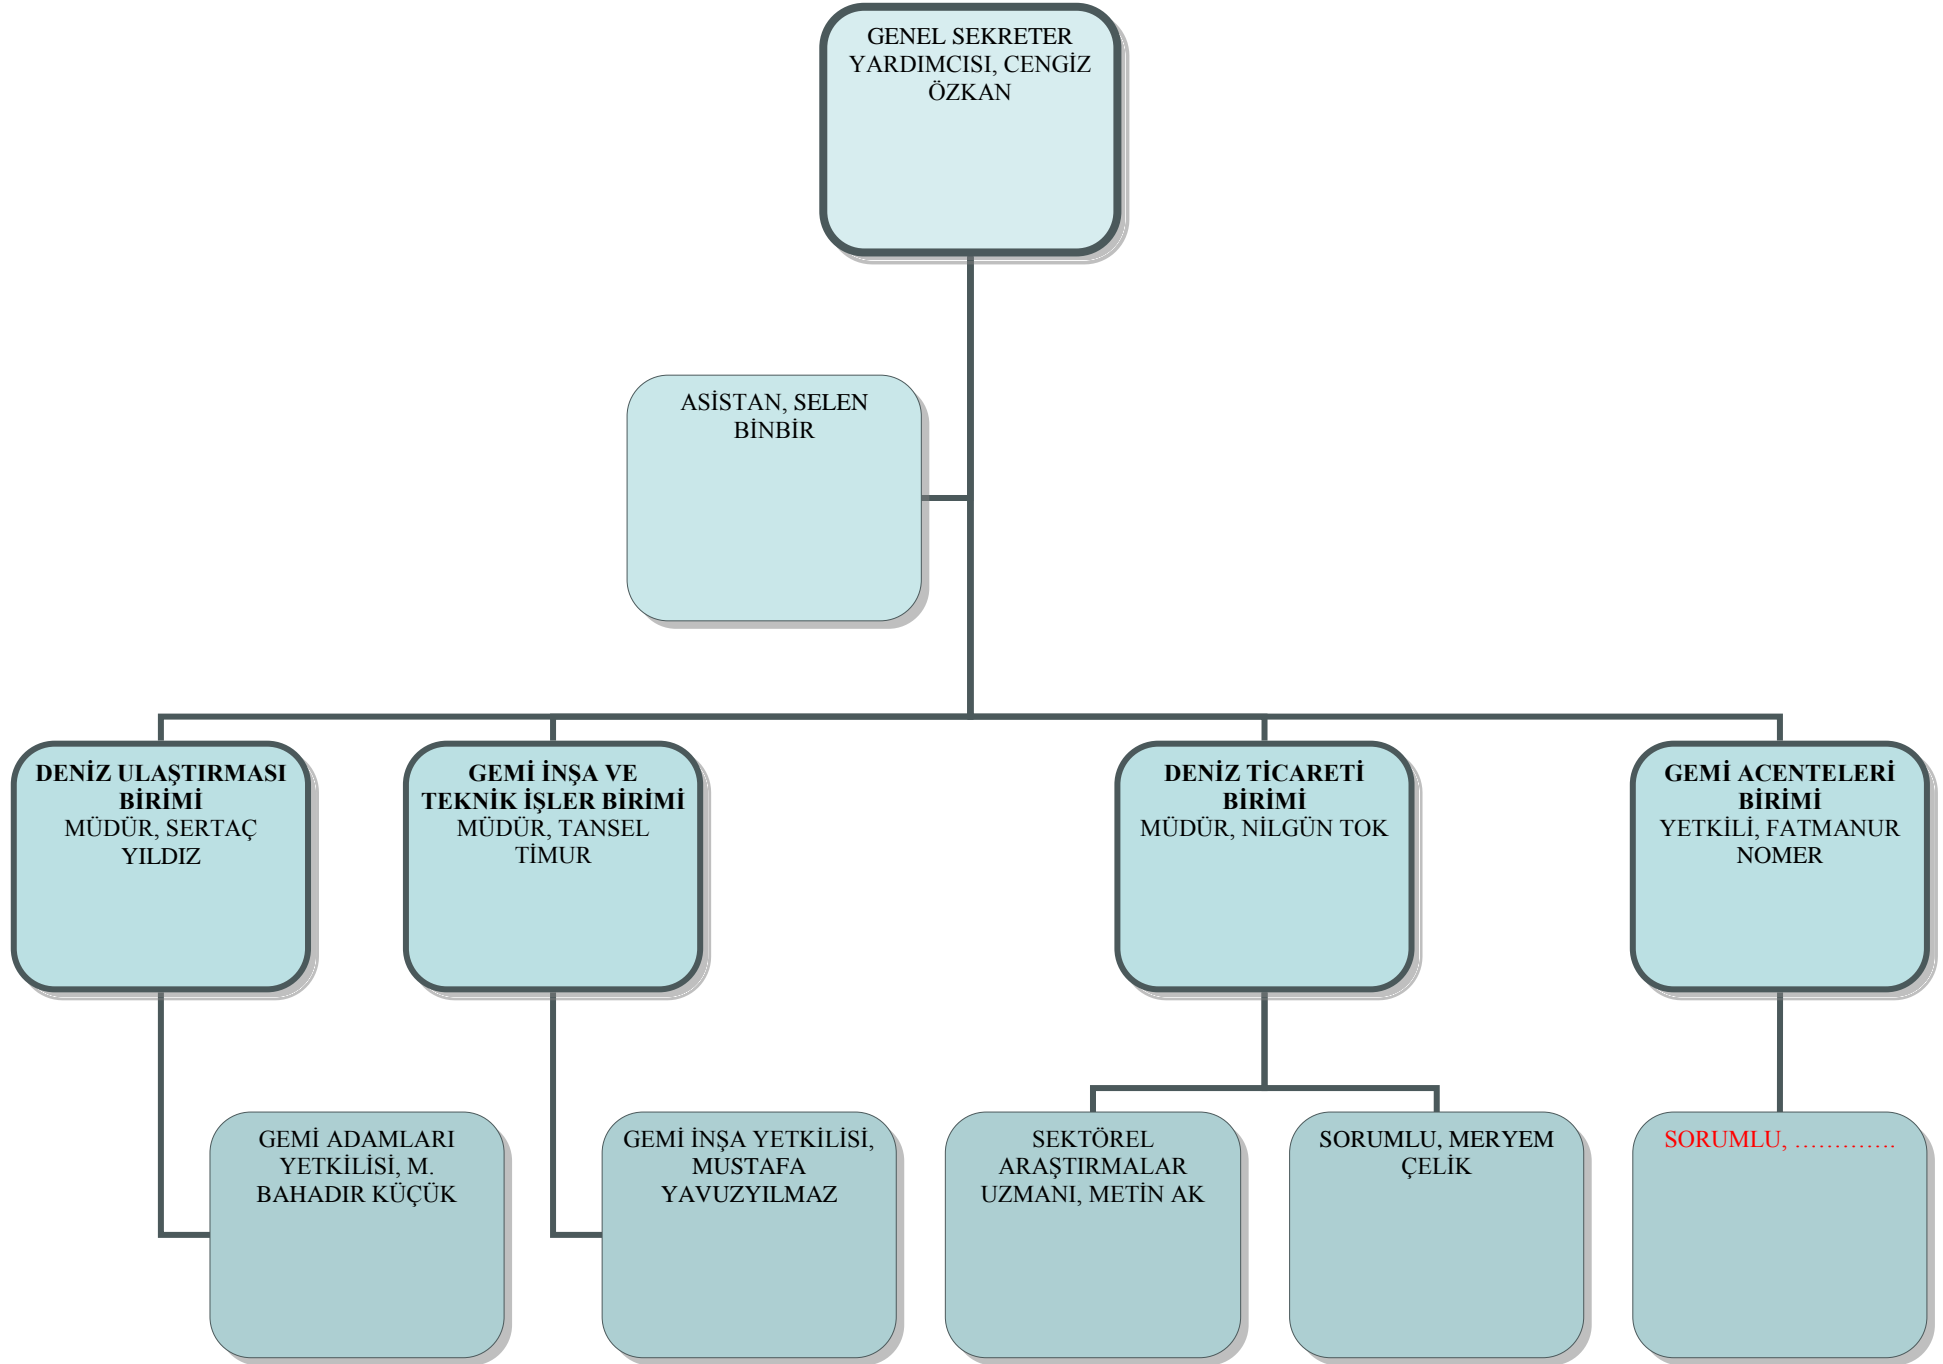 GENEL SEKRETER
YARDIMCISI, CENGİZ
ÖZKAN
ASİSTAN, SELEN
BİNBİR
DENİZ ULAŞTIRMASI
BİRİMİ
MÜDÜR, SERTAÇ
YILDIZ
GEMİ İNŞA VE
TEKNİK İŞLER BİRİMİ
MÜDÜR, TANSEL
TİMUR
DENİZ TİCARETİ
BİRİMİ
MÜDÜR, NİLGÜN TOK
GEMİ ACENTELERİ
BİRİMİ
YETKİLİ, FATMANUR
NOMER
GEMİ ADAMLARI
YETKİLİSİ, M.
BAHADIR KÜÇÜK
GEMİ İNŞA YETKİLİSİ,
MUSTAFA
YAVUZYILMAZ
SEKTÖREL
ARAŞTIRMALAR
UZMANI, METİN AK
SORUMLU, MERYEM
ÇELİK
SORUMLU, ………….